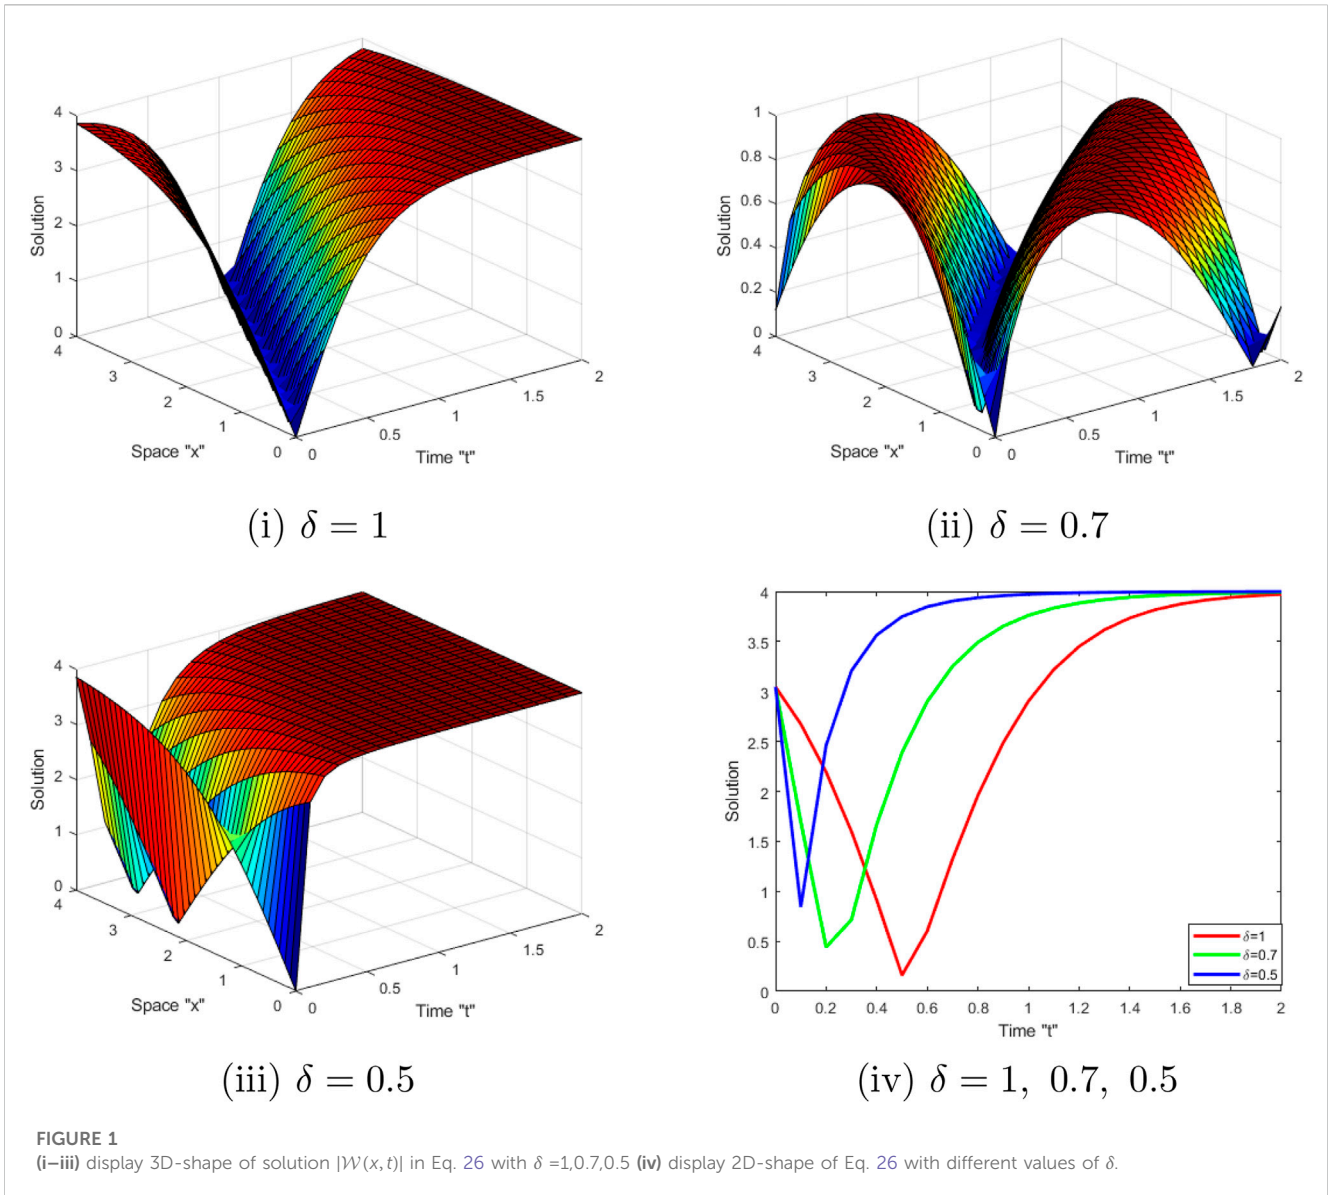 4
3
2
1
0
Solution
4
3
2
1
0
Space "x"
0
0.5
1
1.5
2
Time "t"
(i) δ = 1
1
0.8
0.6
0.4
0.2
0
Solution
4
3
2
1
0
Space "x"
0
0.5
1
1.5
2
Time "t"
(ii) δ = 0.7
4
3
2
1
0
Solution
4
3
2
1
0
Space "x"
0
0.5
1
1.5
2
Time "t"
(iii) δ = 0.5
4
3.5
3
2.5
2
1.5
1
0.5
0
Solution
δ=1
δ=0.7
δ=0.5
0 0.2 0.4 0.6 0.8 1 1.2 1.4 1.6 1.8 2
Time "t"
(iv) δ = 1, 0.7, 0.5
FIGURE 1
(i–iii) display 3D-shape of solution |𝒲(x, t)| in Eq. 26 with δ =1,0.7,0.5 (iv) display 2D-shape of Eq. 26 with different values of δ.